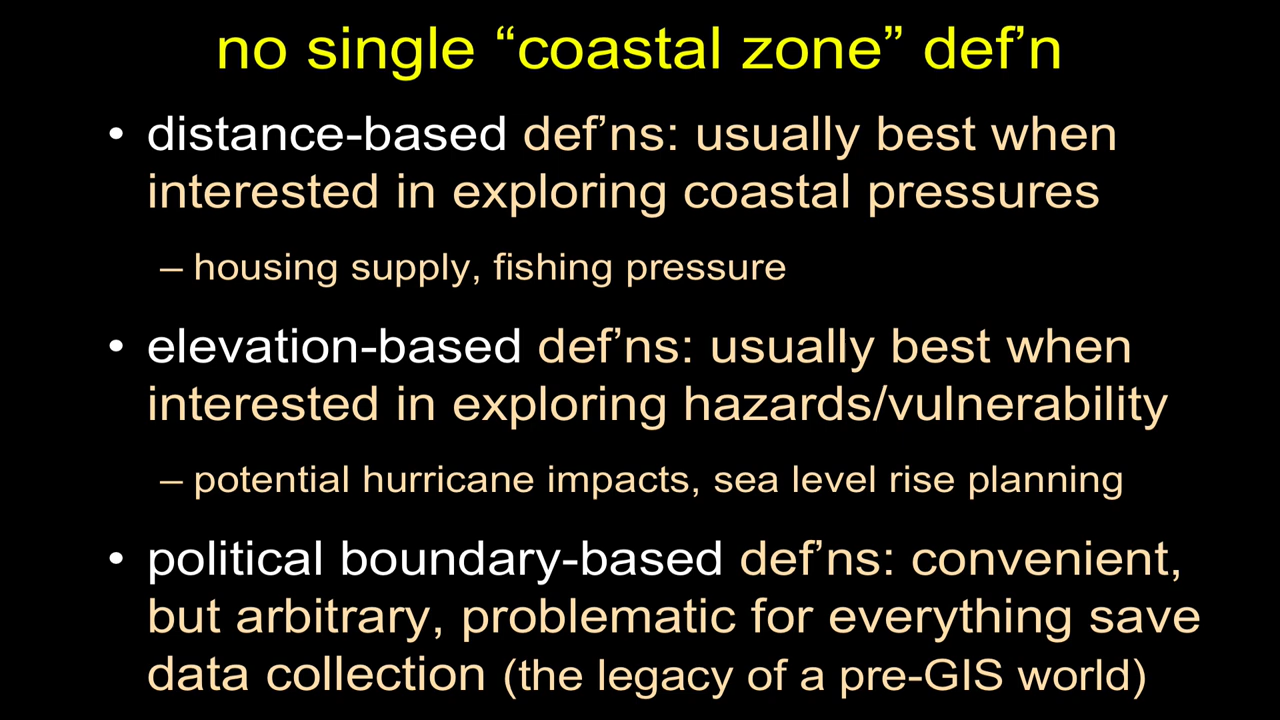 no single “coastal zone” def’n
• distance-based def’ns: usually best when
interested in exploring coastal pressures
– housing supply, fishing pressure
• elevation-based def’ns: usually best when
interested in exploring hazards/vulnerability
– potential hurricane impacts, sea level rise planning
• political boundary-based def’ns: convenient,
but arbitrary, problematic for everything save
data collection (the legacy of a pre-GIS world)